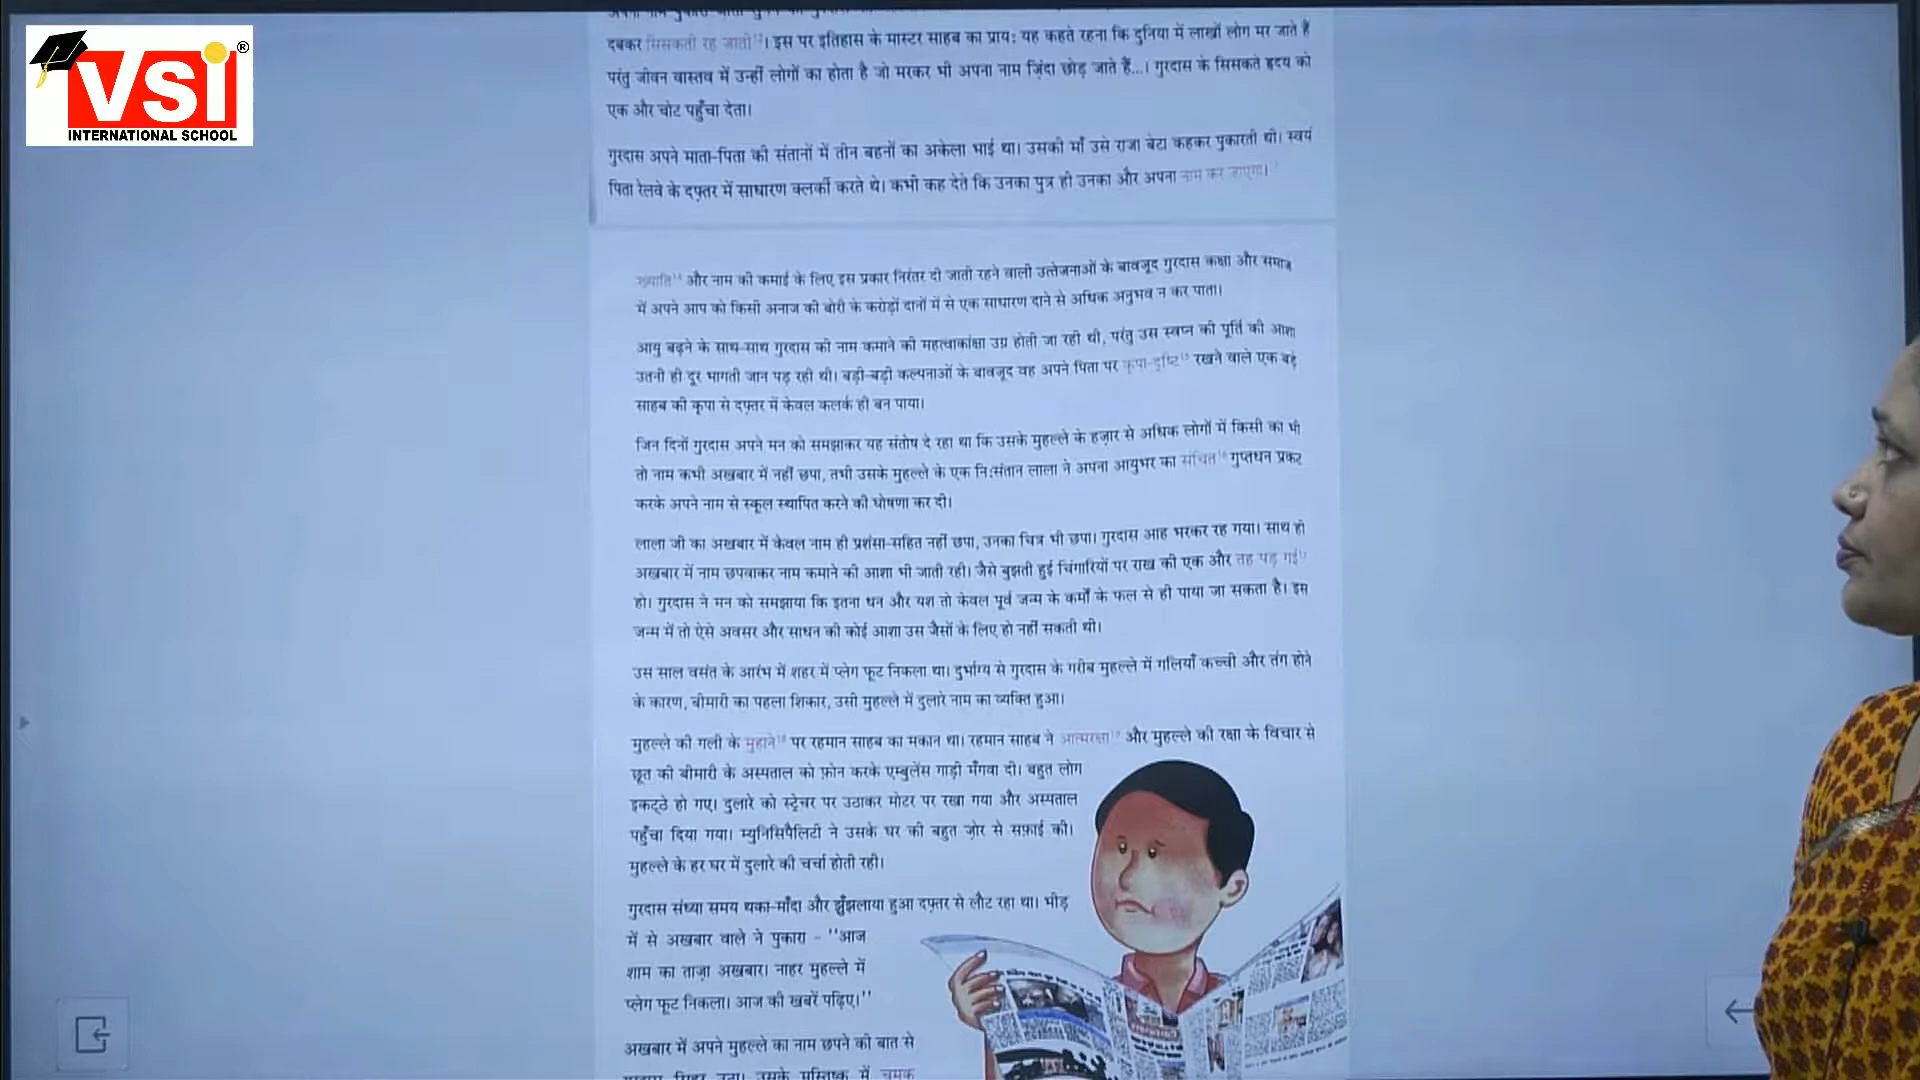 VSI
®
INTERNATIONAL SCHOOL
दबकर सिसकती रह जाती¹²। इस पर इतिहास के मास्टर साहब का प्राय: यह कहते रहना कि दुनिया में लाखों लोग मर जाते हैं
परंतु जीवन वास्तव में उन्हीं लोगों का होता है जो मरकर भी अपना नाम ज़िंदा छोड़ जाते हैं...। गुरदास के सिसकते हृदय को
एक और चोट पहुँचा देता।
गुरदास अपने माता-पिता की संतानों में तीन बहनों का अकेला भाई था। उसकी माँ उसे राजा बेटा कहकर पुकारती थी। स्वयं
पिता रेलवे के दफ़्तर में साधारण क्लर्की करते थे। कभी कह देते कि उनका पुत्र ही उनका और अपना नाम कर जाएगा।
ख्याति¹⁴ और नाम की कमाई के लिए इस प्रकार निरंतर दी जाती रहने वाली उत्तेजनाओं के बावजूद गुरदास कक्षा और समाज
में अपने आप को किसी अनाज की बोरी के करोड़ों दानों में से एक साधारण दाने से अधिक अनुभव न कर पाता।
आयु बढ़ने के साथ-साथ गुरदास की नाम कमाने की महत्वाकांक्षा उग्र होती जा रही थी, परंतु उस स्वप्न की पूर्ति की आशा
उतनी ही दूर भागती जान पड़ रही थी। बड़ी-बड़ी कल्पनाओं के बावजूद वह अपने पिता पर कृपा-दृष्टि¹⁵ रखने वाले एक बड़े
साहब की कृपा से दफ़्तर में केवल क्लर्क ही बन पाया।
जिन दिनों गुरदास अपने मन को समझाकर यह संतोष दे रहा था कि उसके मुहल्ले के हज़ार से अधिक लोगों में किसी का भी
तो नाम कभी अखबार में नहीं छपा, तभी उसके मुहल्ले के एक नि:संतान लाला ने अपना आयुभर का संचित¹⁶ गुप्तधन प्रकट
करके अपने नाम से स्कूल स्थापित करने की घोषणा कर दी।
लाला जी का अखबार में केवल नाम ही प्रशंसा-सहित नहीं छपा, उनका चित्र भी छपा। गुरदास आह भरकर रह गया। साथ ही
अखबार में नाम छपवाकर नाम कमाने की आशा भी जाती रही। जैसे बुझती हुई चिंगारियों पर राख की एक और तह पड़ गई¹⁷
हो। गुरदास ने मन को समझाया कि इतना धन और यश तो केवल पूर्व जन्म के कर्मों के फल से ही पाया जा सकता है। इस
जन्म में तो ऐसे अवसर और साधन की कोई आशा उस जैसों के लिए हो नहीं सकती थी।
उस साल वसंत के आरंभ में शहर में प्लेग फूट निकला था। दुर्भाग्य से गुरदास के गरीब मुहल्ले में गलियाँ कच्ची और तंग होने
के कारण, बीमारी का पहला शिकार, उसी मुहल्ले में दुलारे नाम का व्यक्ति हुआ।
मुहल्ले की गली के मुहाने¹⁸ पर रहमान साहब का मकान था। रहमान साहब ने आत्मरक्षा¹⁹ और मुहल्ले की रक्षा के विचार से
छूत की बीमारी के अस्पताल को फ़ोन करके एम्बुलेंस गाड़ी मँगवा दी। बहुत लोग
इकट्ठे हो गए। दुलारे को स्ट्रेचर पर उठाकर मोटर पर रखा गया और अस्पताल
पहुँचा दिया गया। म्युनिसिपैलिटी ने उसके घर की बहुत ज़ोर से सफ़ाई की।
मुहल्ले के हर घर में दुलारे की चर्चा होती रही।
गुरदास संध्या समय थका-माँदा और झुँझलाया हुआ दफ़्तर से लौट रहा था। भीड़
में से अखबार वाले ने पुकारा - ''आज
शाम का ताज़ा अखबार। नाहर मुहल्ले में
प्लेग फूट निकला। आज की खबरें पढ़िए।''
अखबार में अपने मुहल्ले का नाम छपने की बात से
गुरदास सिहर उठा। उसके मस्तिष्क में चमक